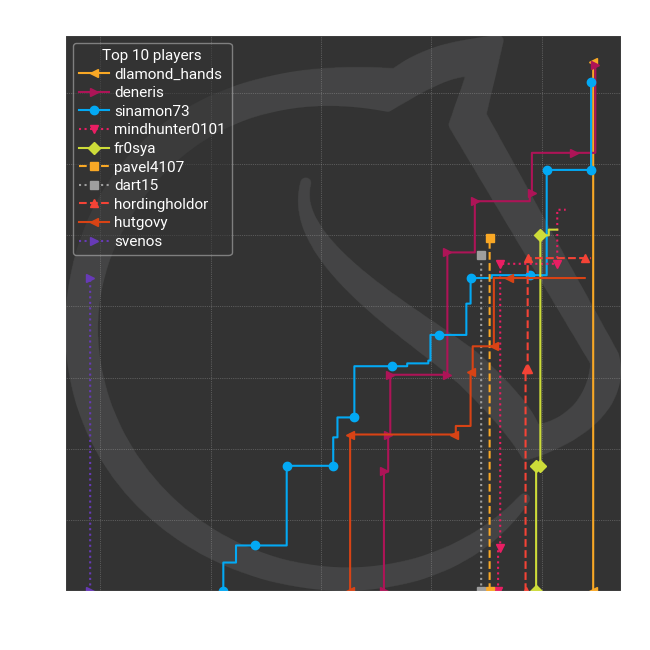 Top 10 players
dlamond_hands
deneris
sinamon73
mindhunter0101
fr0sya
pavel4107
dart15
hordingholdor
hutgovy
svenos